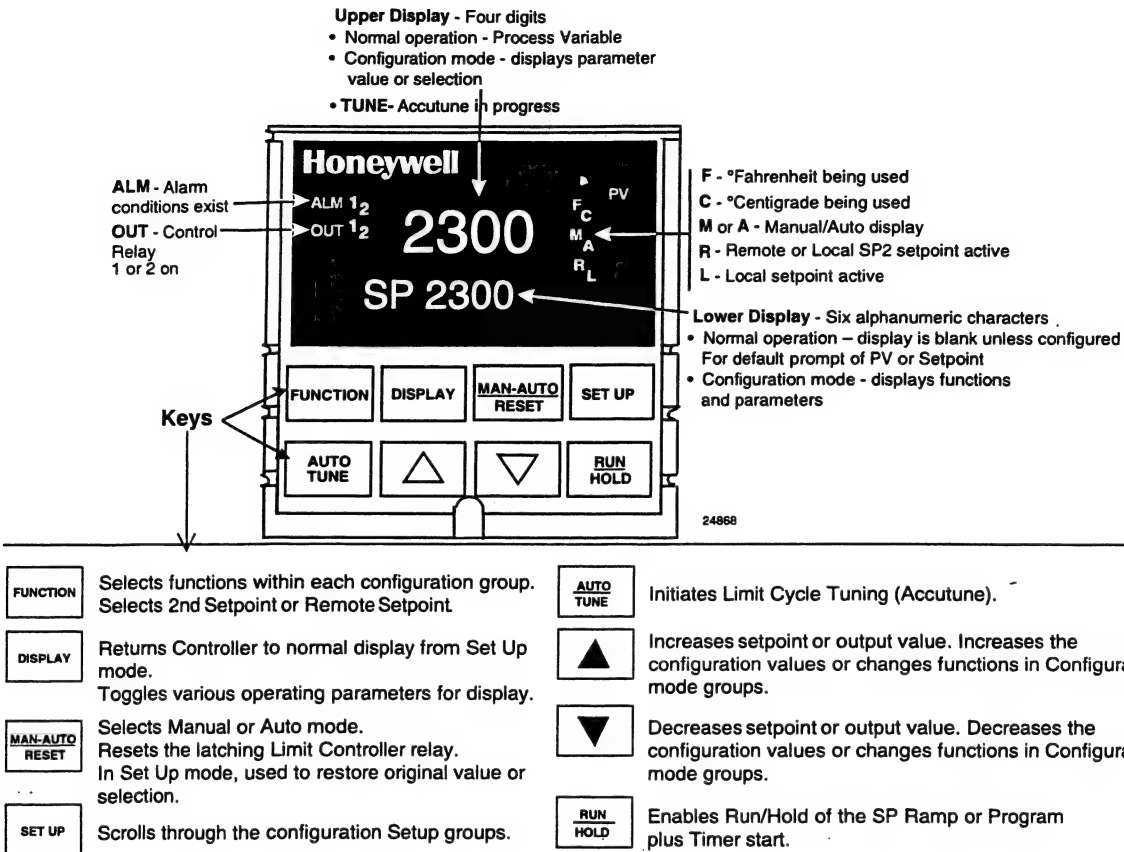 Upper Display - Four digits
• Normal operation - Process Variable
• Configuration mode - displays parameter
value or selection
• TUNE- Accutune in progress
Honeywell
ALM 1 2
OUT 1 2
2300
SP 2300
PV
F
C
M
A
R
L
ALM - Alarm
conditions exist
OUT - Control
Relay
1 or 2 on
F - °Fahrenheit being used
C - °Centigrade being used
M or A - Manual/Auto display
R - Remote or Local SP2 setpoint active
L - Local setpoint active
Lower Display - Six alphanumeric characters
• Normal operation – display is blank unless configured
For default prompt of PV or Setpoint
• Configuration mode - displays functions
and parameters
Keys
FUNCTION
DISPLAY
MAN-AUTO
RESET
SET UP
AUTO
TUNE
RUN
HOLD
24868
FUNCTION
Selects functions within each configuration group.
Selects 2nd Setpoint or Remote Setpoint.
DISPLAY
Returns Controller to normal display from Set Up
mode.
Toggles various operating parameters for display.
MAN-AUTO
RESET
Selects Manual or Auto mode.
Resets the latching Limit Controller relay.
In Set Up mode, used to restore original value or
selection.
SET UP
Scrolls through the configuration Setup groups.
AUTO
TUNE
Initiates Limit Cycle Tuning (Accutune).
Increases setpoint or output value. Increases the
configuration values or changes functions in Configura
mode groups.
Decreases setpoint or output value. Decreases the
configuration values or changes functions in Configura
mode groups.
RUN
HOLD
Enables Run/Hold of the SP Ramp or Program
plus Timer start.